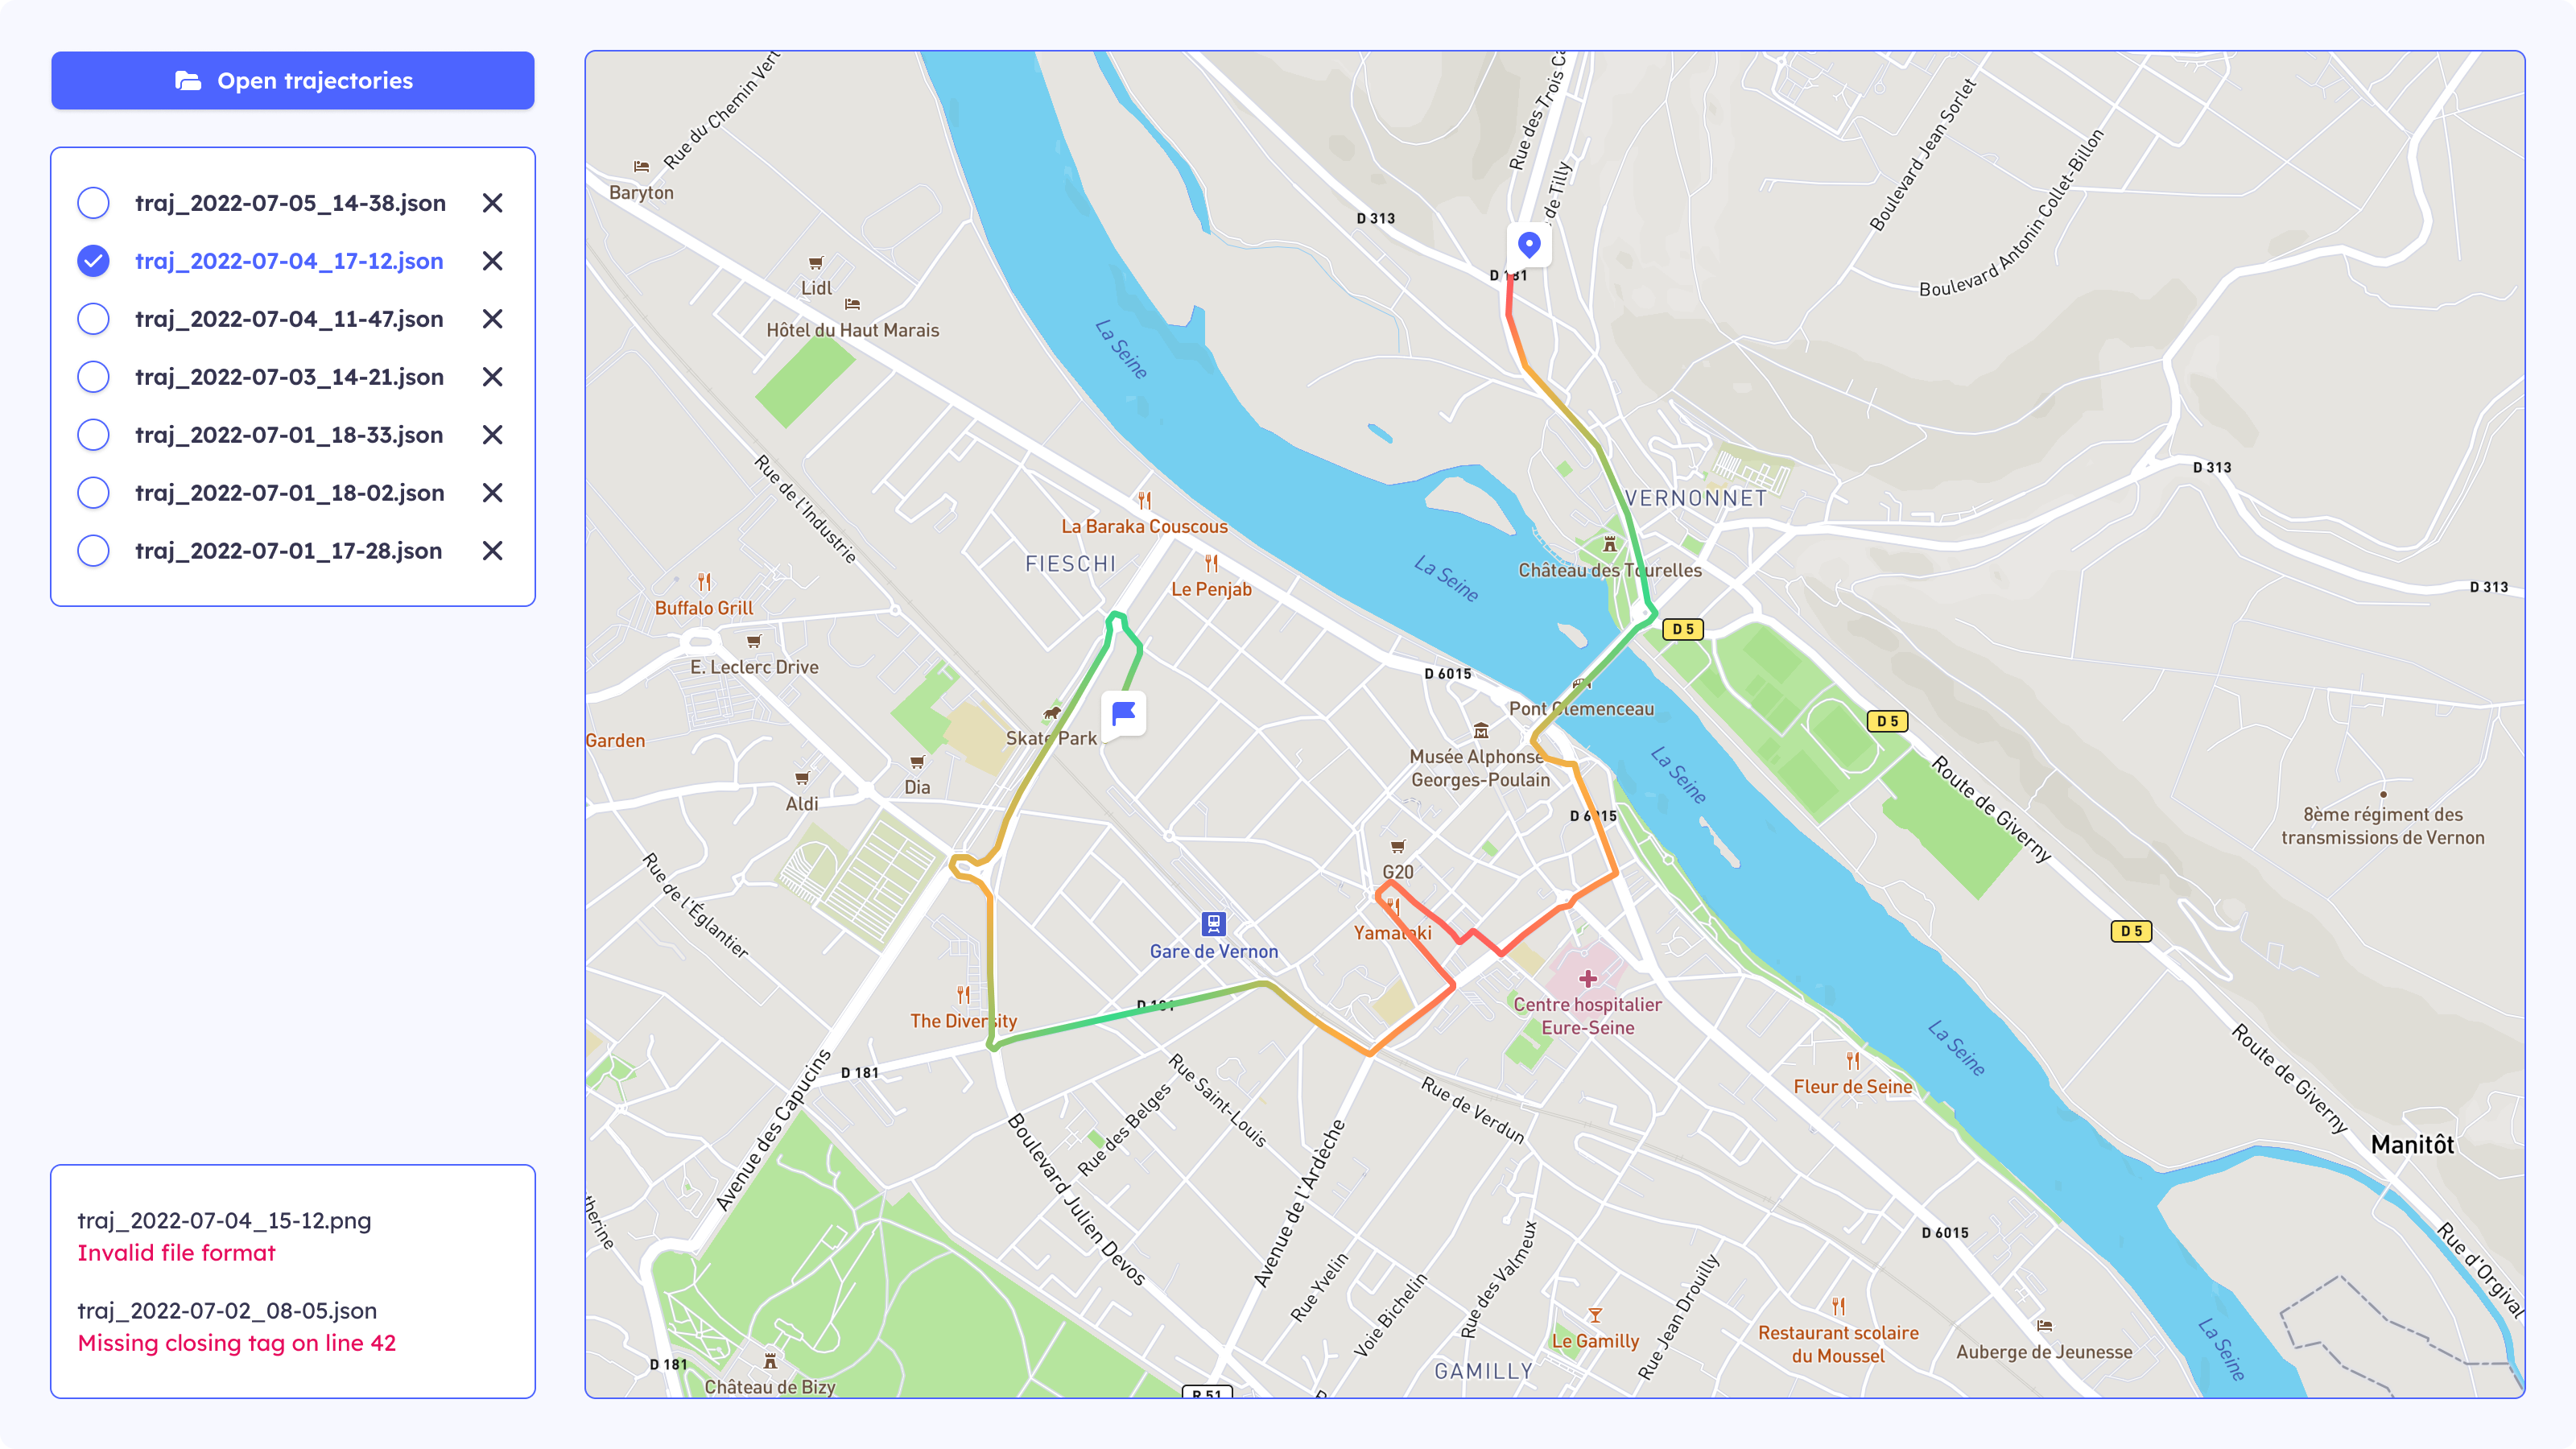 Open trajectories
traj_2022-07-05_14-38.json
traj_2022-07-04_17-12.json
traj_2022-07-04_11-47.json
traj_2022-07-03_14-21.json
traj_2022-07-01_18-33.json
traj_2022-07-01_18-02.json
traj_2022-07-01_17-28.json
traj_2022-07-04_15-12.png
Invalid file format
traj_2022-07-02_08-05.json
Missing closing tag on line 42
Rue du Chemin Vert
Rue des Trois
de Tilly
Boulevard Jean Sorlet
Boulevard Antonin Collet-Billon
Baryton
D 313
D 181
Lidl
Hôtel du Haut Marais
La Seine
D 313
Rue de l'Industrie
VERNONNET
La Baraka Couscous
FIESCHI
Le Penjab
La Seine
Château des Tourelles
D 313
Buffalo Grill
D 5
E. Leclerc Drive
D 6015
Pont Clemenceau
D 5
Garden
Skate Park
Musée Alphonse
Georges-Poulain
La Seine
Route de Giverny
Dia
Aldi
D 6015
8ème régiment des
transmissions de Vernon
G20
Rue de l'Églantier
Yamataki
D 5
Gare de Vernon
Centre hospitalier
Eure-Seine
D 181
The Diversity
La Seine
Route de Giverny
D 181
Rue Saint-Louis
Rue des Belges
Rue de Verdun
Fleur de Seine
Avenue des Capucins
Manitôt
Boulevard Julien Devos
Avenue de l'Ardèche
therine
D 6015
Rue d'Orgival
Rue Yvelin
Voie Bichelin
Rue des Valmeux
Rue Jean Drouilly
Le Gamilly
Restaurant scolaire
du Moussel
Auberge de Jeunesse
La Seine
D 181
Château de Bizy
GAMILLY
R 51